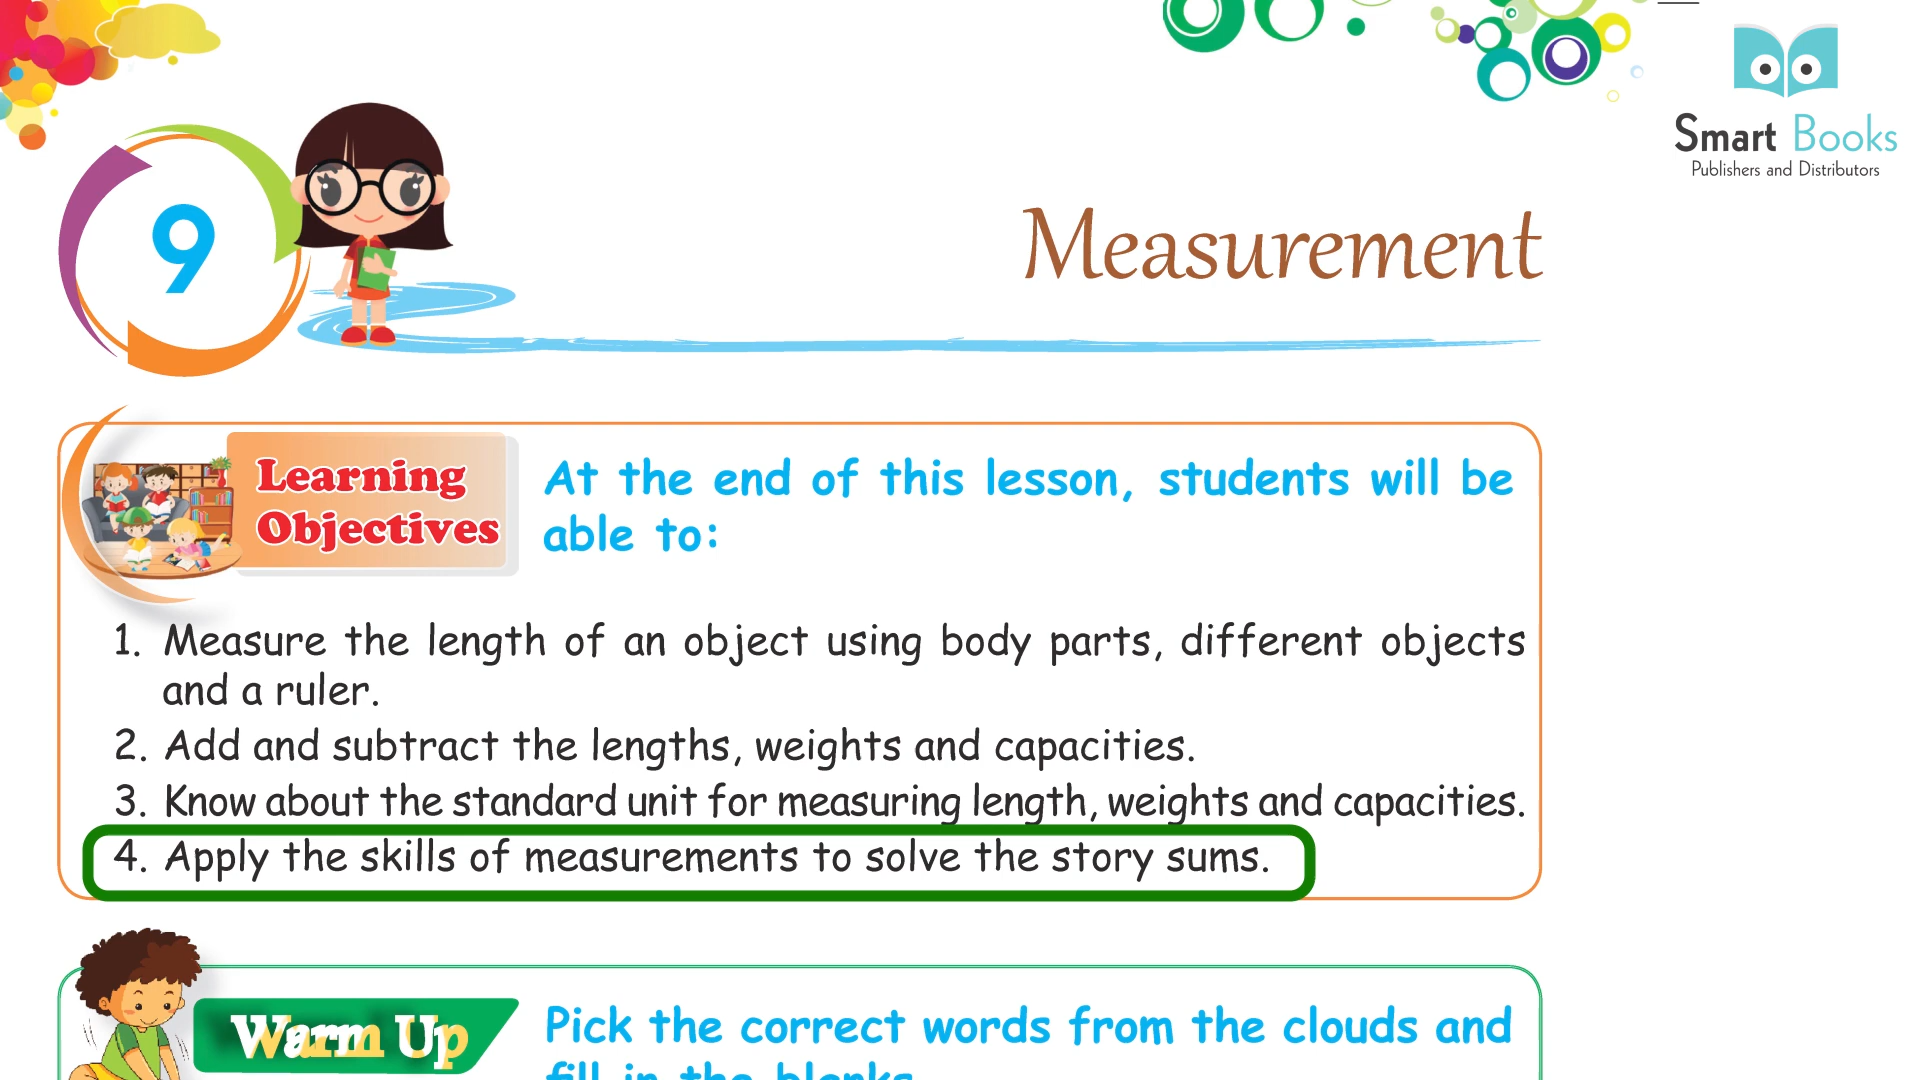 Smart Books
Publishers and Distributors
9
Measurement
Learning
Objectives
At the end of this lesson, students will be
able to:
1. Measure the length of an object using body parts, different objects
and a ruler.
2. Add and subtract the lengths, weights and capacities.
3. Know about the standard unit for measuring length, weights and capacities.
4. Apply the skills of measurements to solve the story sums.
Warm Up
Pick the correct words from the clouds and
fill in the blanks